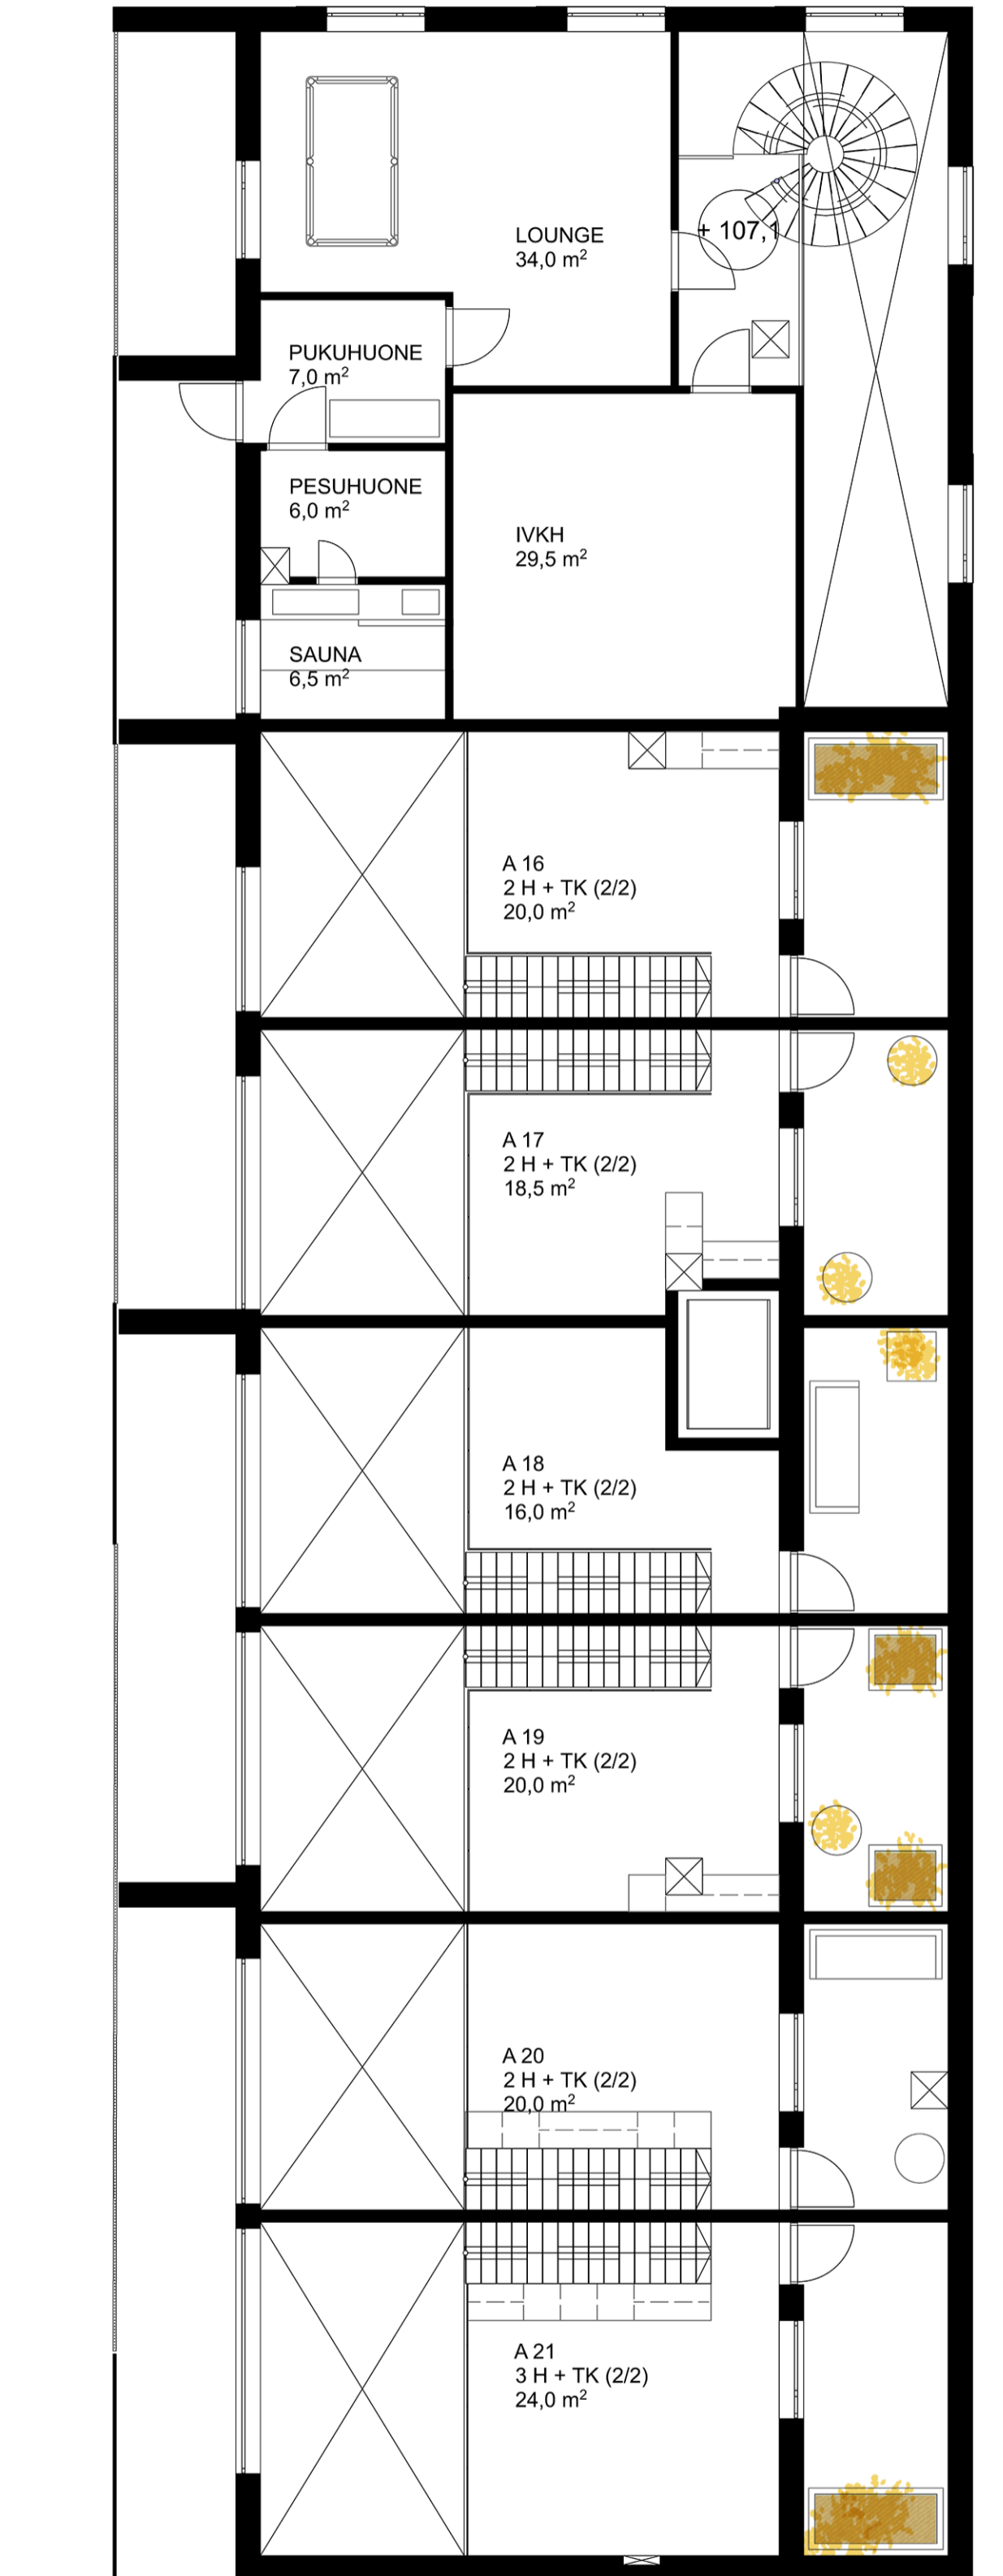 LOUNGE
34,0 m²
+ 107,1
PUKUHUONE
7,0 m²
PESUHUONE
6,0 m²
IVKH
29,5 m²
SAUNA
6,5 m²
A 16
2 H + TK (2/2)
20,0 m²
A 17
2 H + TK (2/2)
18,5 m²
A 18
2 H + TK (2/2)
16,0 m²
A 19
2 H + TK (2/2)
20,0 m²
A 20
2 H + TK (2/2)
20,0 m²
A 21
3 H + TK (2/2)
24,0 m²